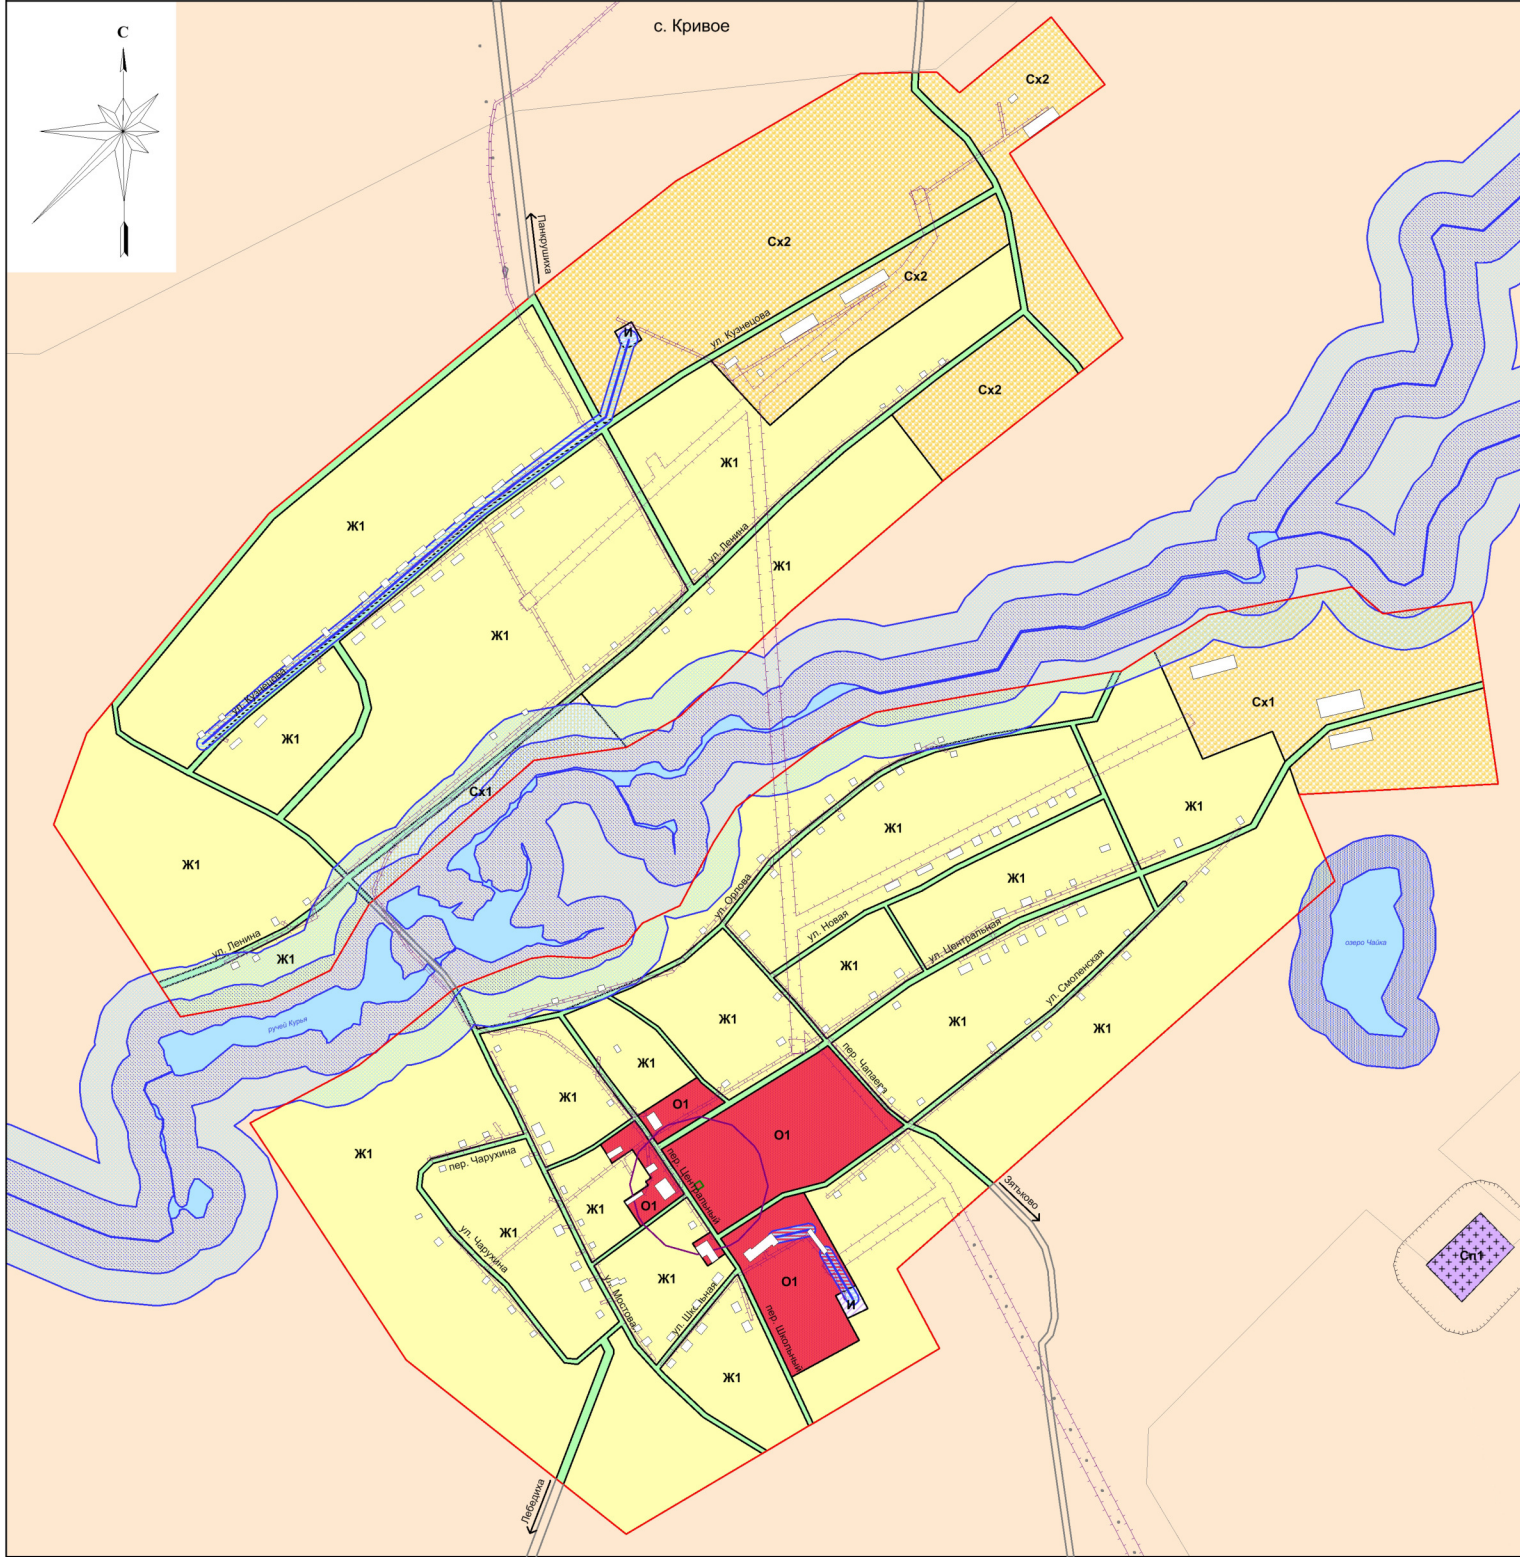 с. Кривое
С
Сх2
Панкрушиха
Сх2
Сх2
И
ул. Кузнецова
Сх2
Ж1
Ж1
ул. Ленина
Ж1
Ж1
ул. Кузнецова
Ж1
Сх1
Сх1
Ж1
Ж1
Ж1
ул. Орлова
Ж1
ул. Новая
ул. Центральная
озеро Чайка
ул. Ленина
Ж1
Ж1
ул. Смоленская
ручей Курья
Ж1
Ж1
Ж1
Ж1
пер. Чапаева
Ж1
О1
О1
Ж1
пер. Чарухина
пер. Центральный
Зятьково
Ж1
О1
Ж1
ул. Чарухина
Сп1
Ж1
О1
И
ул. Мостовая
ул. Школьная
пер. Школьный
Ж1
Лебедиха